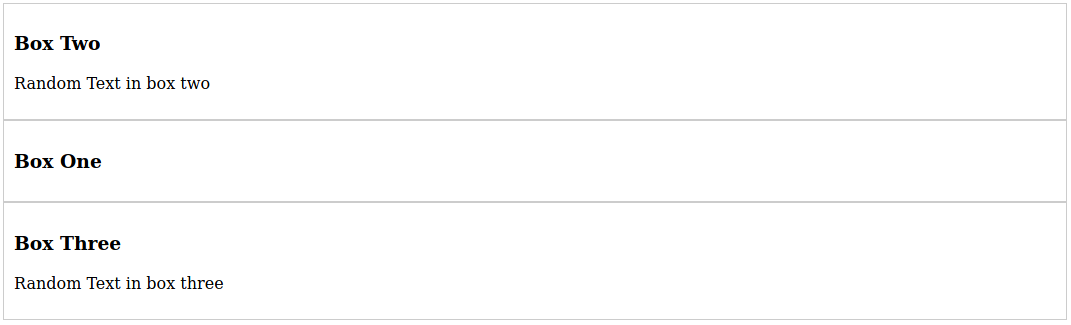 Box Two
Random Text in box two
Box One
Box Three
Random Text in box three